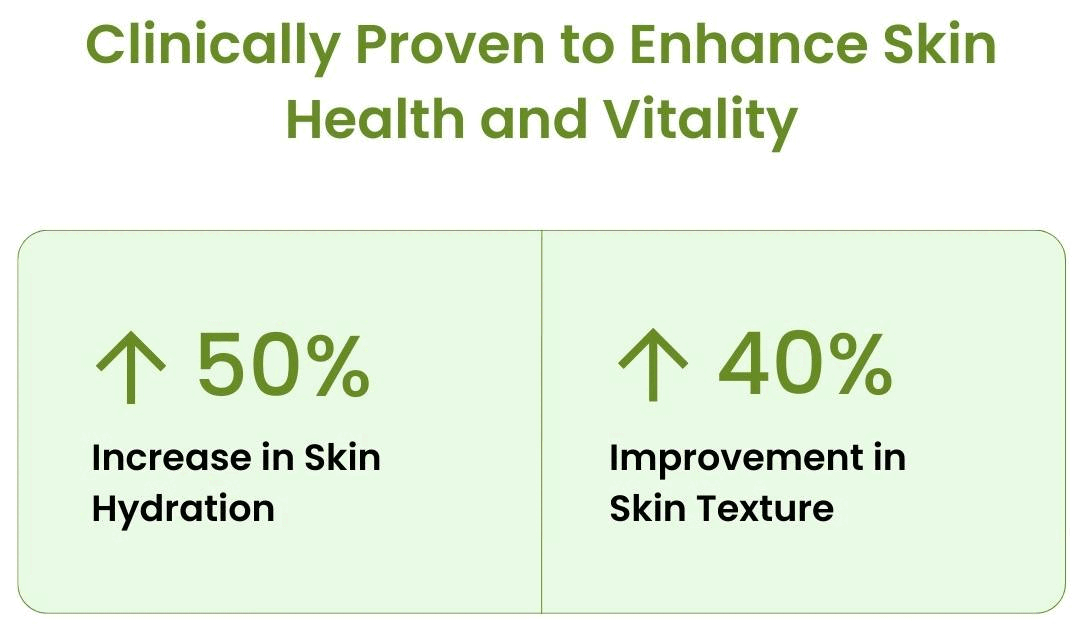 Clinically Proven to Enhance Skin
Health and Vitality
↑ 50%
Increase in Skin
Hydration
↑ 40%
Improvement in
Skin Texture